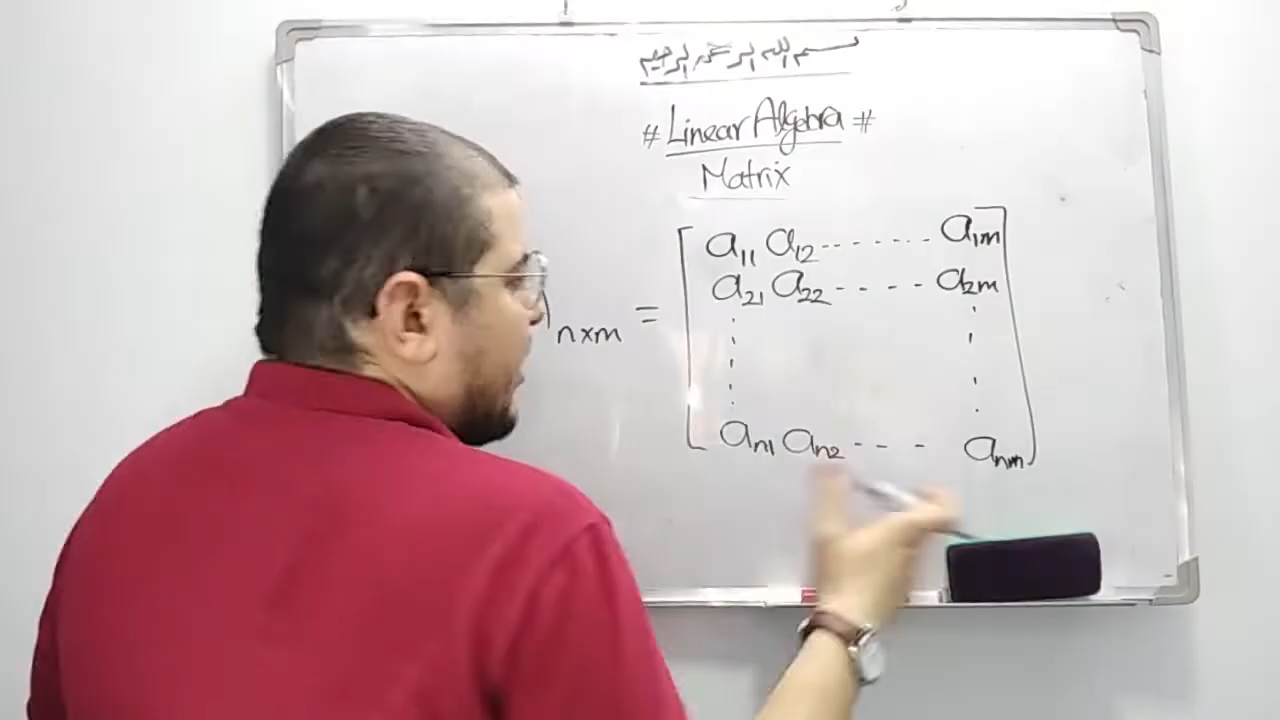 بسم الله الرحمن الرحيم
# Linear Algebra #
Matrix
n×m = [ a11 a12 ------- a1m
a21 a22 ----- a2m
an1 an2 --- anm ]